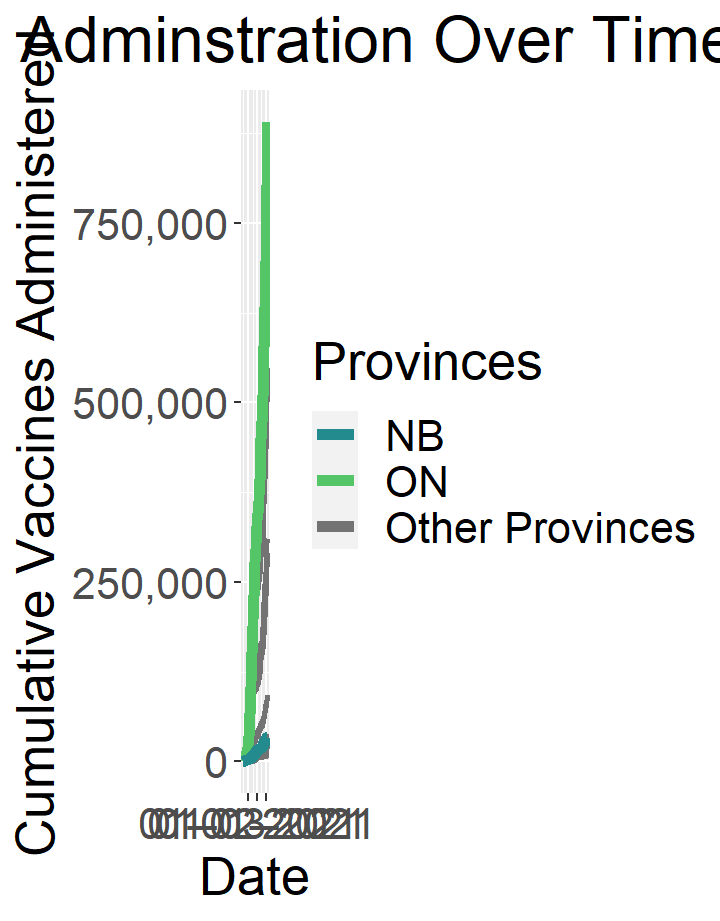 Adminstration Over Time
Cumulative Vaccines Administered
750,000
500,000
250,000
0
Provinces
NB
ON
Other Provinces
Date